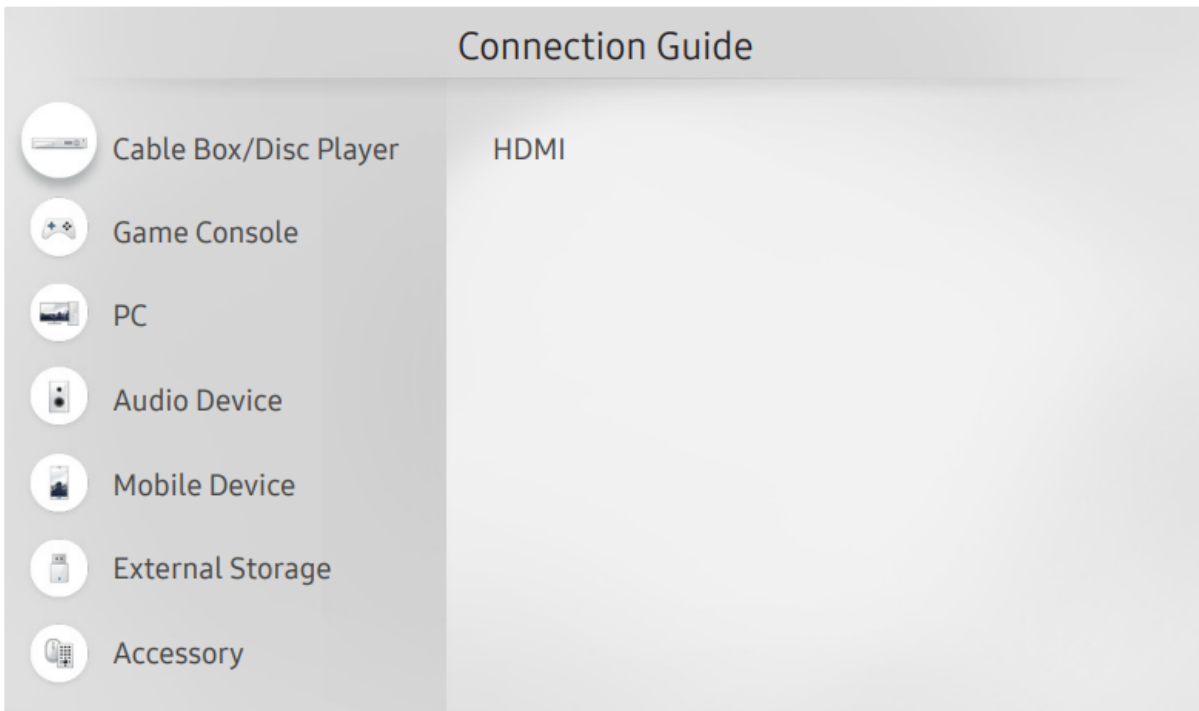 Connection Guide
Cable Box/Disc Player
HDMI
Game Console
PC
Audio Device
Mobile Device
External Storage
Accessory